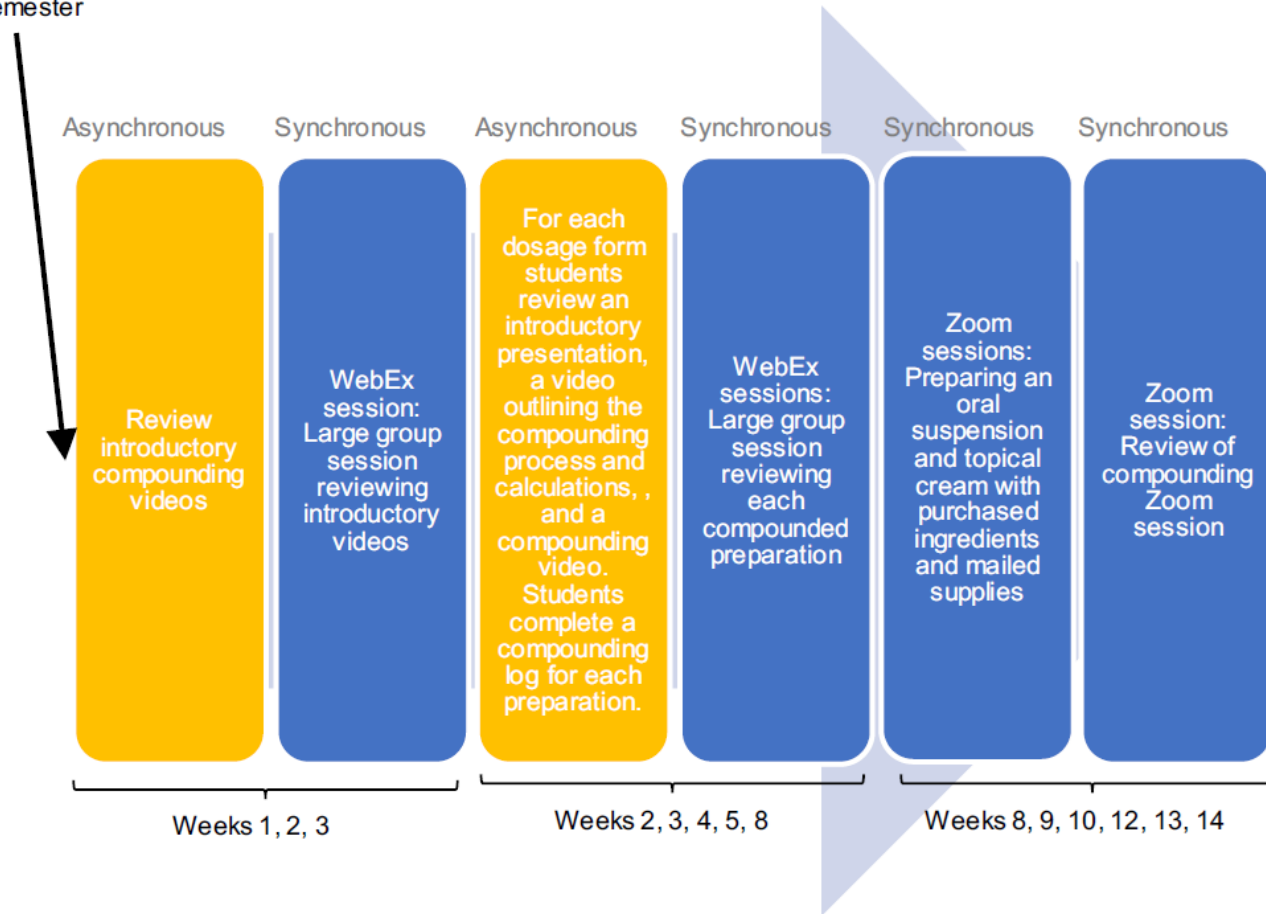 emester
Asynchronous
Synchronous
Asynchronous
Synchronous
Synchronous
Synchronous
Review
introductory
compounding
videos
WebEx
session:
Large group
session
reviewing
introductory
videos
For each
dosage form
students
review an
introductory
presentation,
a video
outlining the
compounding
process and
calculations, ,
and a
compounding
video.
Students
complete a
compounding
log for each
preparation.
WebEx
sessions:
Large group
session
reviewing
each
compounded
preparation
Zoom
sessions:
Preparing an
oral
suspension
and topical
cream with
purchased
ingredients
and mailed
supplies
Zoom
session:
Review of
compounding
Zoom
session
Weeks 1, 2, 3
Weeks 2, 3, 4, 5, 8
Weeks 8, 9, 10, 12, 13, 14